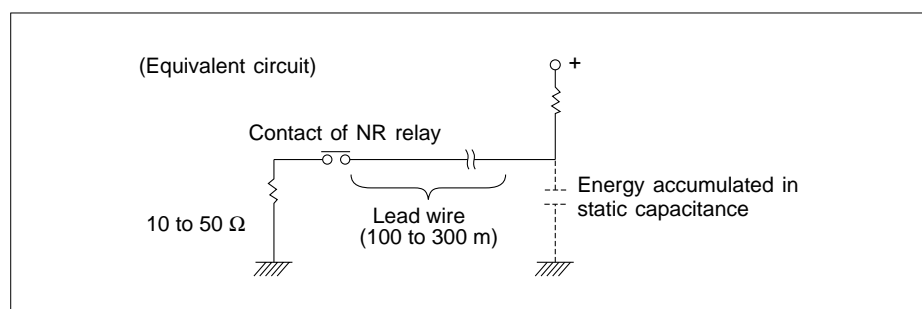 (Equivalent circuit)
+
Contact of NR relay
Energy accumulated in
static capacitance
10 to 50 Ω
Lead wire
(100 to 300 m)